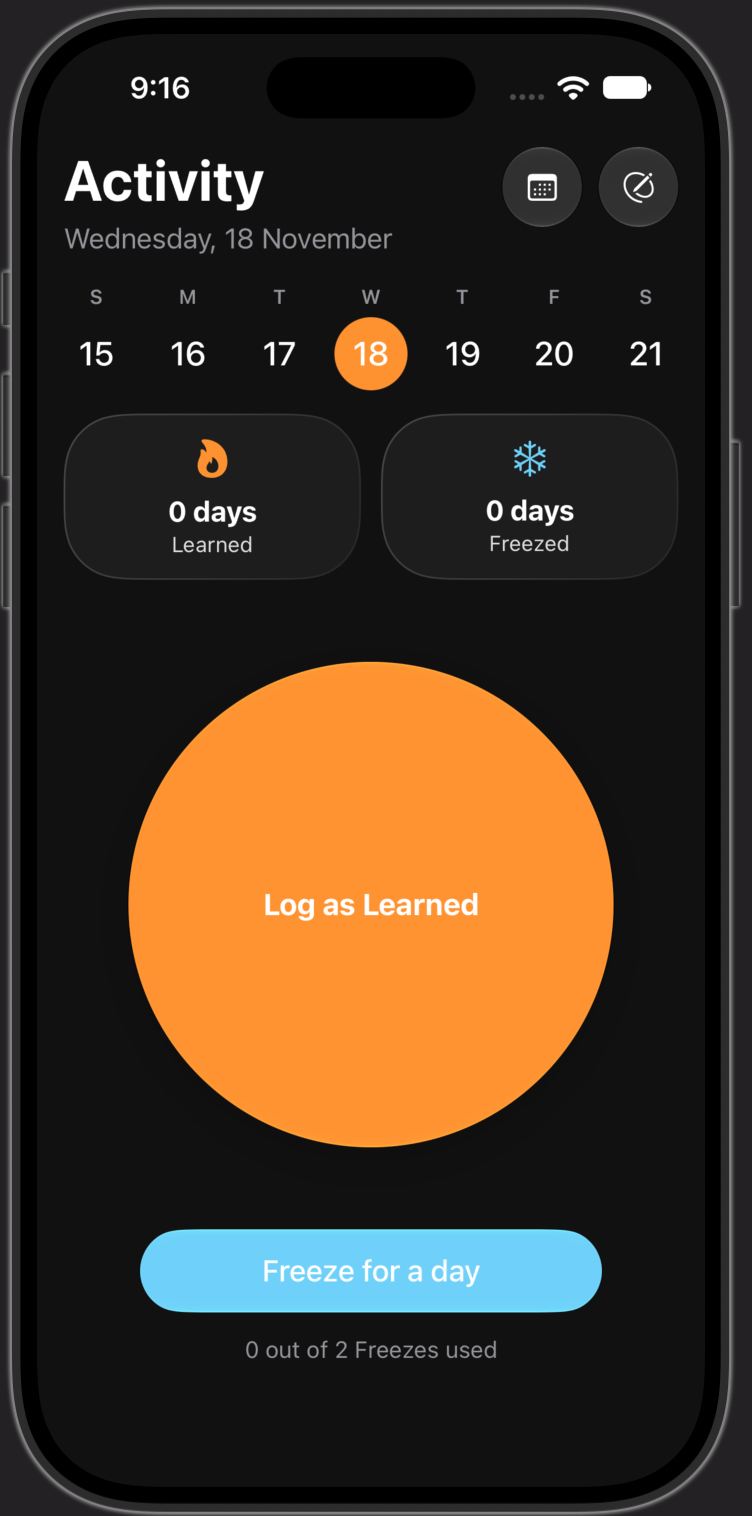 9:16
Activity
Wednesday, 18 November
S M T W T F S
15 16 17 18 19 20 21
0 days 0 days
Learned Freezed
Log as Learned
Freeze for a day
0 out of 2 Freezes used